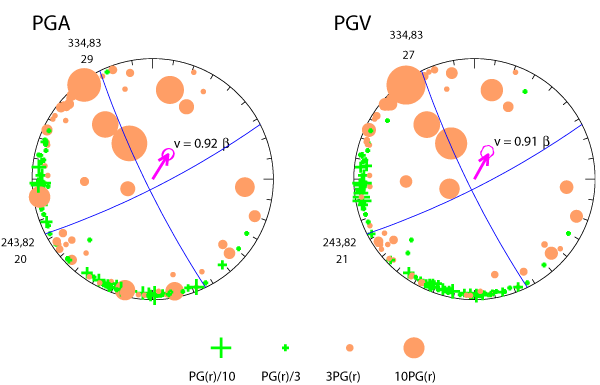 PGA
PGV
334,83
29
334,83
27
v = 0.92 β
v = 0.91 β
243,82
20
243,82
21
PG(r)/10 PG(r)/3 3PG(r) 10PG(r)